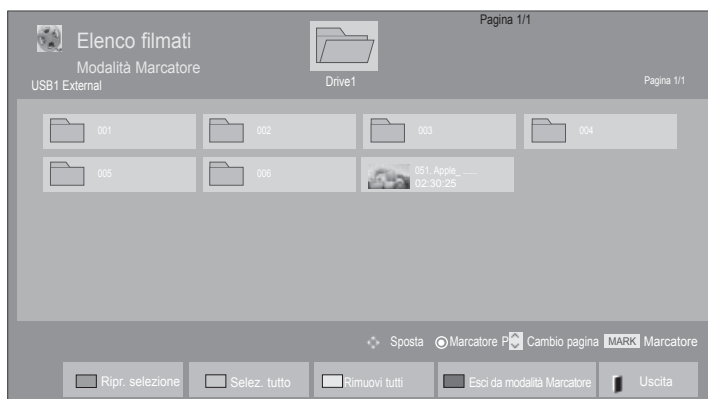 Pagina 1/1
Elenco filmati
Modalità Marcatore
USB1 External
Drive1
Pagina 1/1
001
002
003
004
005
006
051. Apple_ ......
02:30:25
Sposta
Marcatore
P Cambio pagina
MARK Marcatore
Ripr. selezione
Selez. tutto
Rimuovi tutti
Esci da modalità Marcatore
Uscita